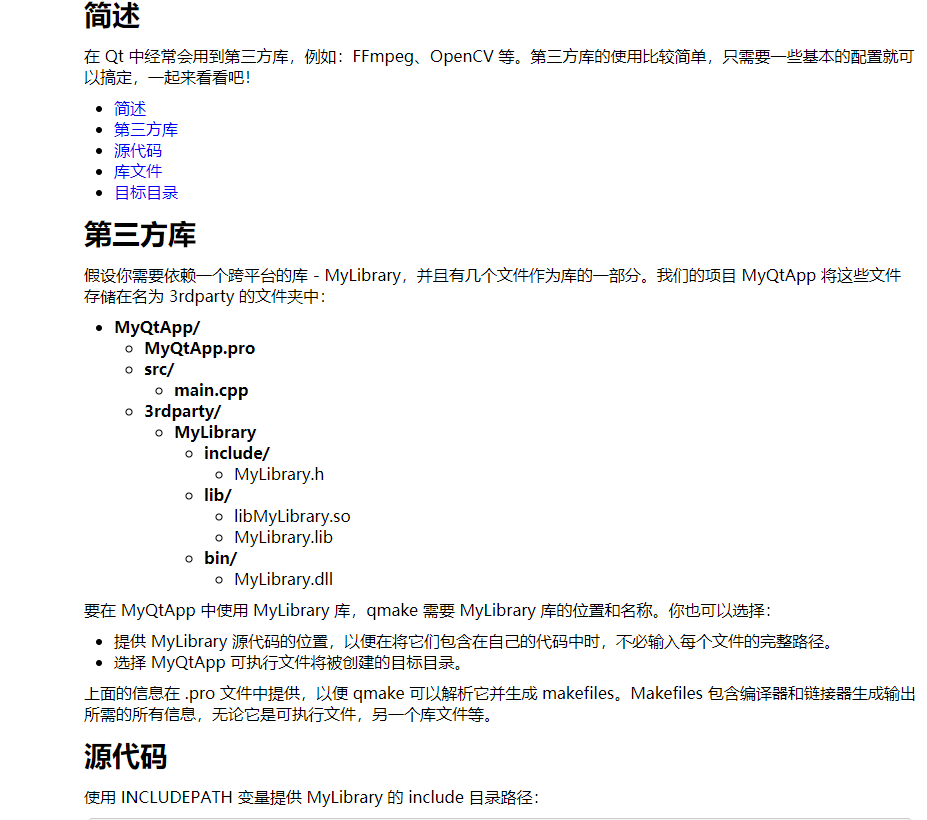 简述
在 Qt 中经常会用到第三方库，例如：FFmpeg、OpenCV 等。第三方库的使用比较简单，只需要一些基本的配置就可
以搞定，一起来看看吧！
简述
第三方库
源代码
库文件
目标目录
第三方库
假设你需要依赖一个跨平台的库 - MyLibrary，并且有几个文件作为库的一部分。我们的项目 MyQtApp 将这些文件
存储在名为 3rdparty 的文件夹中：
MyQtApp/
MyQtApp.pro
src/
main.cpp
3rdparty/
MyLibrary
include/
MyLibrary.h
lib/
libMyLibrary.so
MyLibrary.lib
bin/
MyLibrary.dll
要在 MyQtApp 中使用 MyLibrary 库，qmake 需要 MyLibrary 库的位置和名称。你也可以选择：
提供 MyLibrary 源代码的位置，以便在将它们包含在自己的代码中时，不必输入每个文件的完整路径。
选择 MyQtApp 可执行文件将被创建的目标目录。
上面的信息在 .pro 文件中提供，以便 qmake 可以解析它并生成 makefiles。Makefiles 包含编译器和链接器生成输出
所需的所有信息，无论它是可执行文件，另一个库文件等。
源代码
使用 INCLUDEPATH 变量提供 MyLibrary 的 include 目录路径：